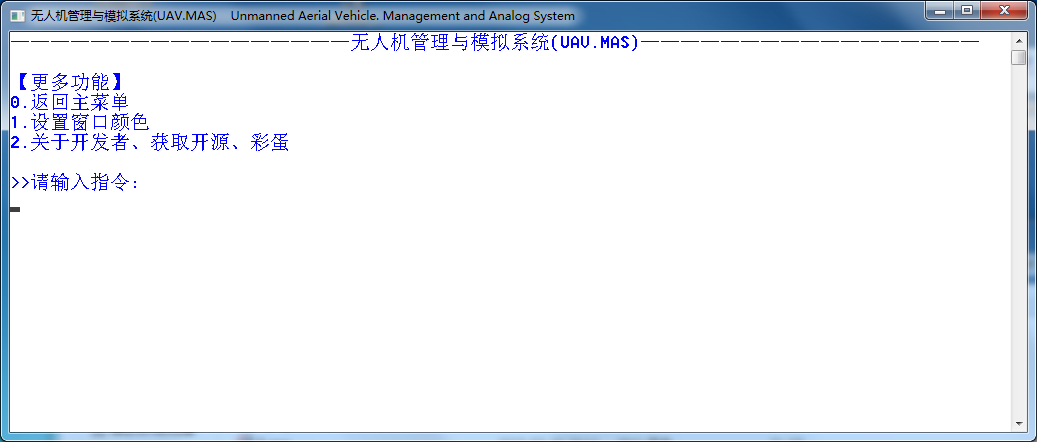 无人机管理与模拟系统(UAV.MAS) Unmanned Aerial Vehicle. Management and Analog System
————————————————— 无人机管理与模拟系统(UAV.MAS) —————————————————
【更多功能】
0.返回主菜单
1.设置窗口颜色
2.关于开发者、获取开源、彩蛋
>>请输入指令: